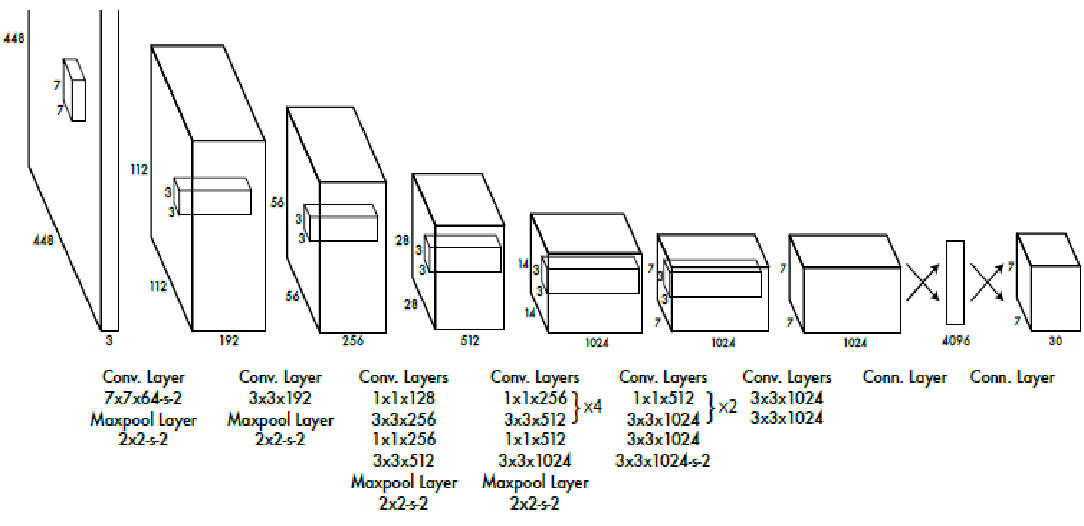 448
7
7
448
3
112
3
3
112
192
56
3
3
56
256
28
3
3
28
512
14
3
3
14
1024
7
3
3
7
1024
7
7
1024
4096
7
7
30
Conv. Layer
7x7x64-s-2
Maxpool Layer
2x2-s-2
Conv. Layer
3x3x192
Maxpool Layer
2x2-s-2
Conv. Layers
1x1x128
3x3x256
1x1x256
3x3x512
Maxpool Layer
2x2-s-2
Conv. Layers
1x1x256
3x3x512
}x4
1x1x512
3x3x1024
Maxpool Layer
2x2-s-2
Conv. Layers
1x1x512
3x3x1024
}x2
3x3x1024
3x3x1024-s-2
Conv. Layers
3x3x1024
3x3x1024
Conn. Layer
Conn. Layer